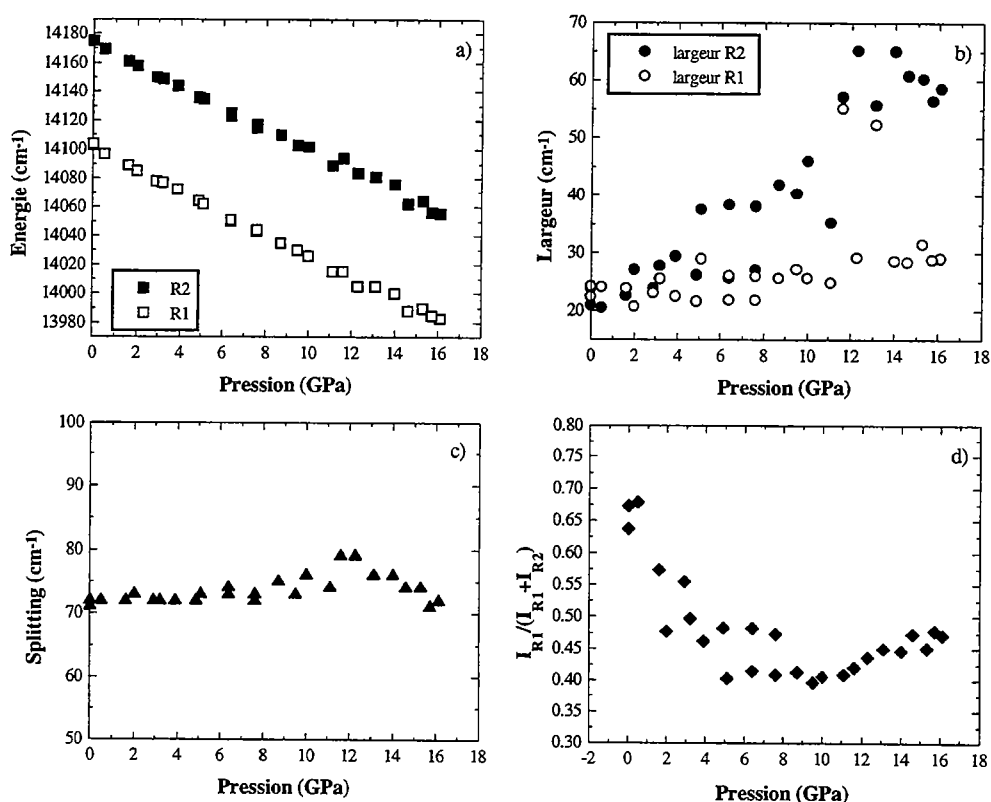 a)
14180
14160
14140
14120
14100
14080
14060
14040
14020
14000
13980
Energie (cm-1)
R2
R1
0 2 4 6 8 10 12 14 16 18
Pression (GPa)
b)
70
60
50
40
30
20
Largeur (cm-1)
largeur R2
largeur R1
0 2 4 6 8 10 12 14 16 18
Pression (GPa)
c)
100
90
80
70
60
50
Splitting (cm-1)
0 2 4 6 8 10 12 14 16 18
Pression (GPa)
d)
0.80
0.75
0.70
0.65
0.60
0.55
0.50
0.45
0.40
0.35
0.30
IR1/(IR1+IR2)
-2 0 2 4 6 8 10 12 14 16 18
Pression (GPa)